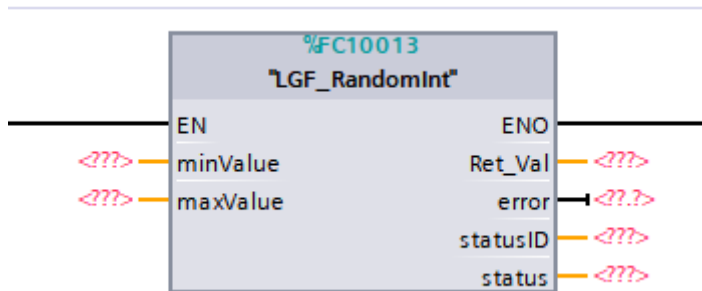 %FC10013
"LGF_RandomInt"
EN ENO
<???> minValue Ret_Val <???>
<???> maxValue error <??.?>
statusID <???>
status <???>